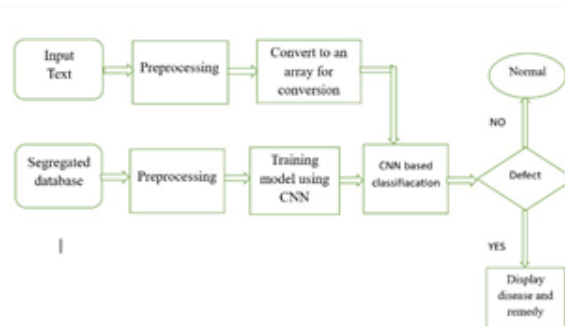 Input
Text
Preprocessing
Convert to an
array for
conversion
Normal
NO
Segregated
database
Preprocessing
Training
model using
CNN
CNN based
classifiacation
Defect
YES
Display
disease and
remedy